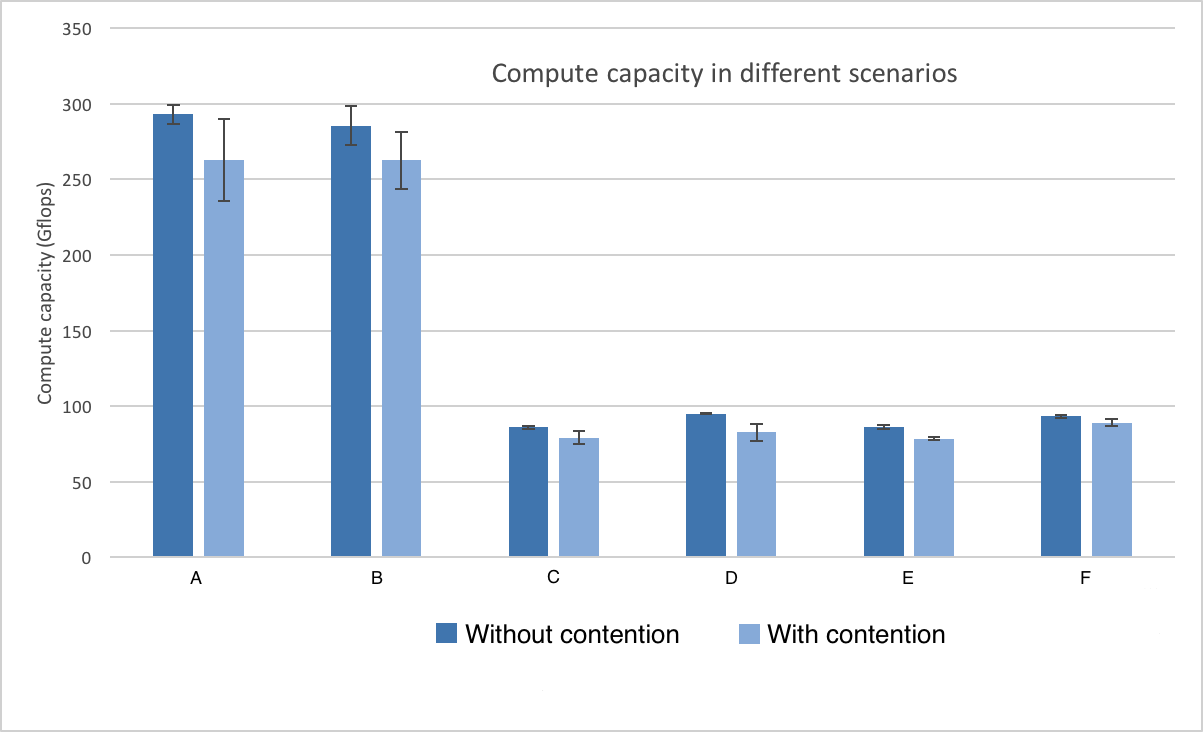 Compute capacity in different scenarios
Compute capacity (Gflops)
350
300
250
200
150
100
50
0
A B C D E F
Without contention With contention